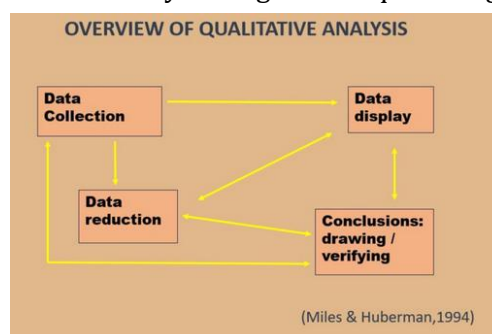 OVERVIEW OF QUALITATIVE ANALYSIS
Data
Collection
Data
display
Data
reduction
Conclusions:
drawing /
verifying
(Miles & Huberman,1994)